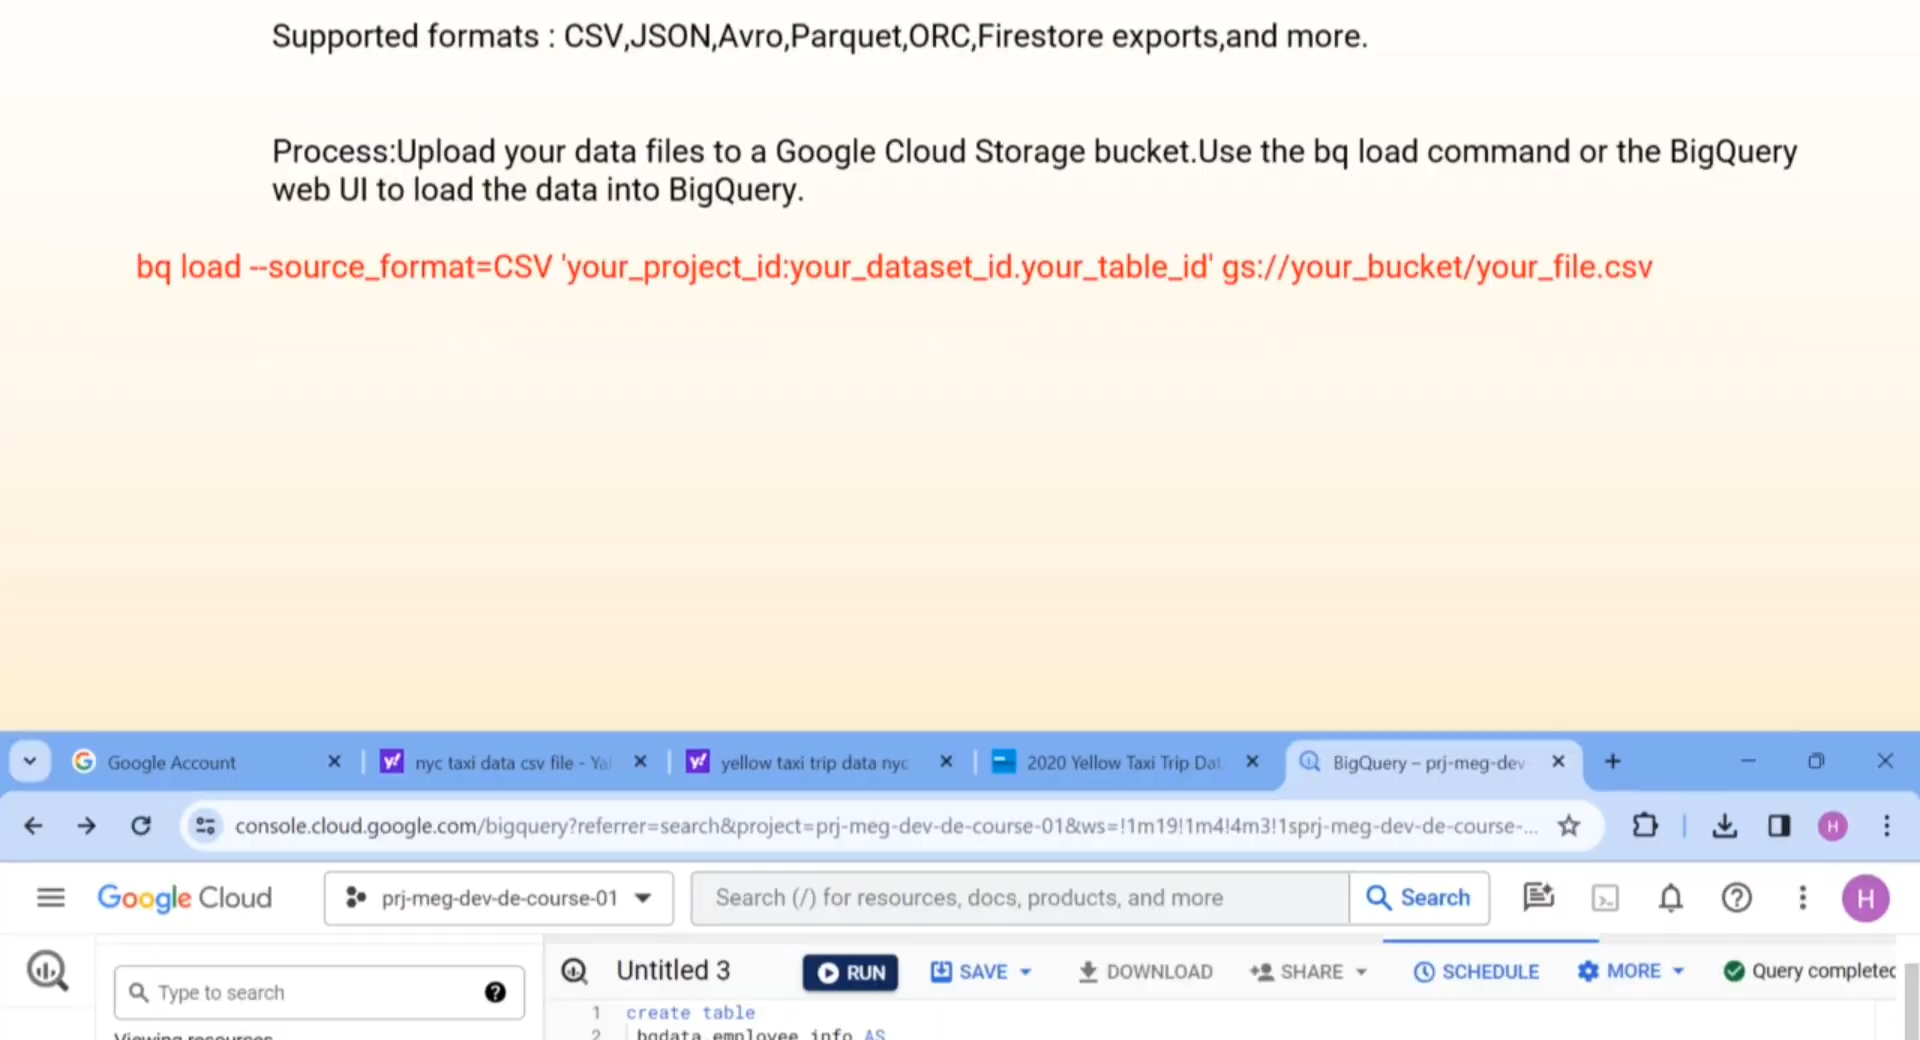 Supported formats : CSV,JSON,Avro,Parquet,ORC,Firestore exports,and more.
Process:Upload your data files to a Google Cloud Storage bucket.Use the bq load command or the BigQuery
web UI to load the data into BigQuery.
bq load --source_format=CSV 'your_project_id:your_dataset_id.your_table_id' gs://your_bucket/your_file.csv
Google Account nyc taxi data csv file - Ya yellow taxi trip data nyc 2020 Yellow Taxi Trip Dat BigQuery – prj-meg-dev
console.cloud.google.com/bigquery?referrer=search&project=prj-meg-dev-de-course-01&ws=!1m19!1m4!4m3!1sprj-meg-dev-de-course-...
Google Cloud prj-meg-dev-de-course-01 Search (/) for resources, docs, products, and more Search H
Untitled 3 RUN SAVE DOWNLOAD SHARE SCHEDULE MORE Query completed
Type to search
1 create table
2 bqdata.employee_info AS
Viewing resources